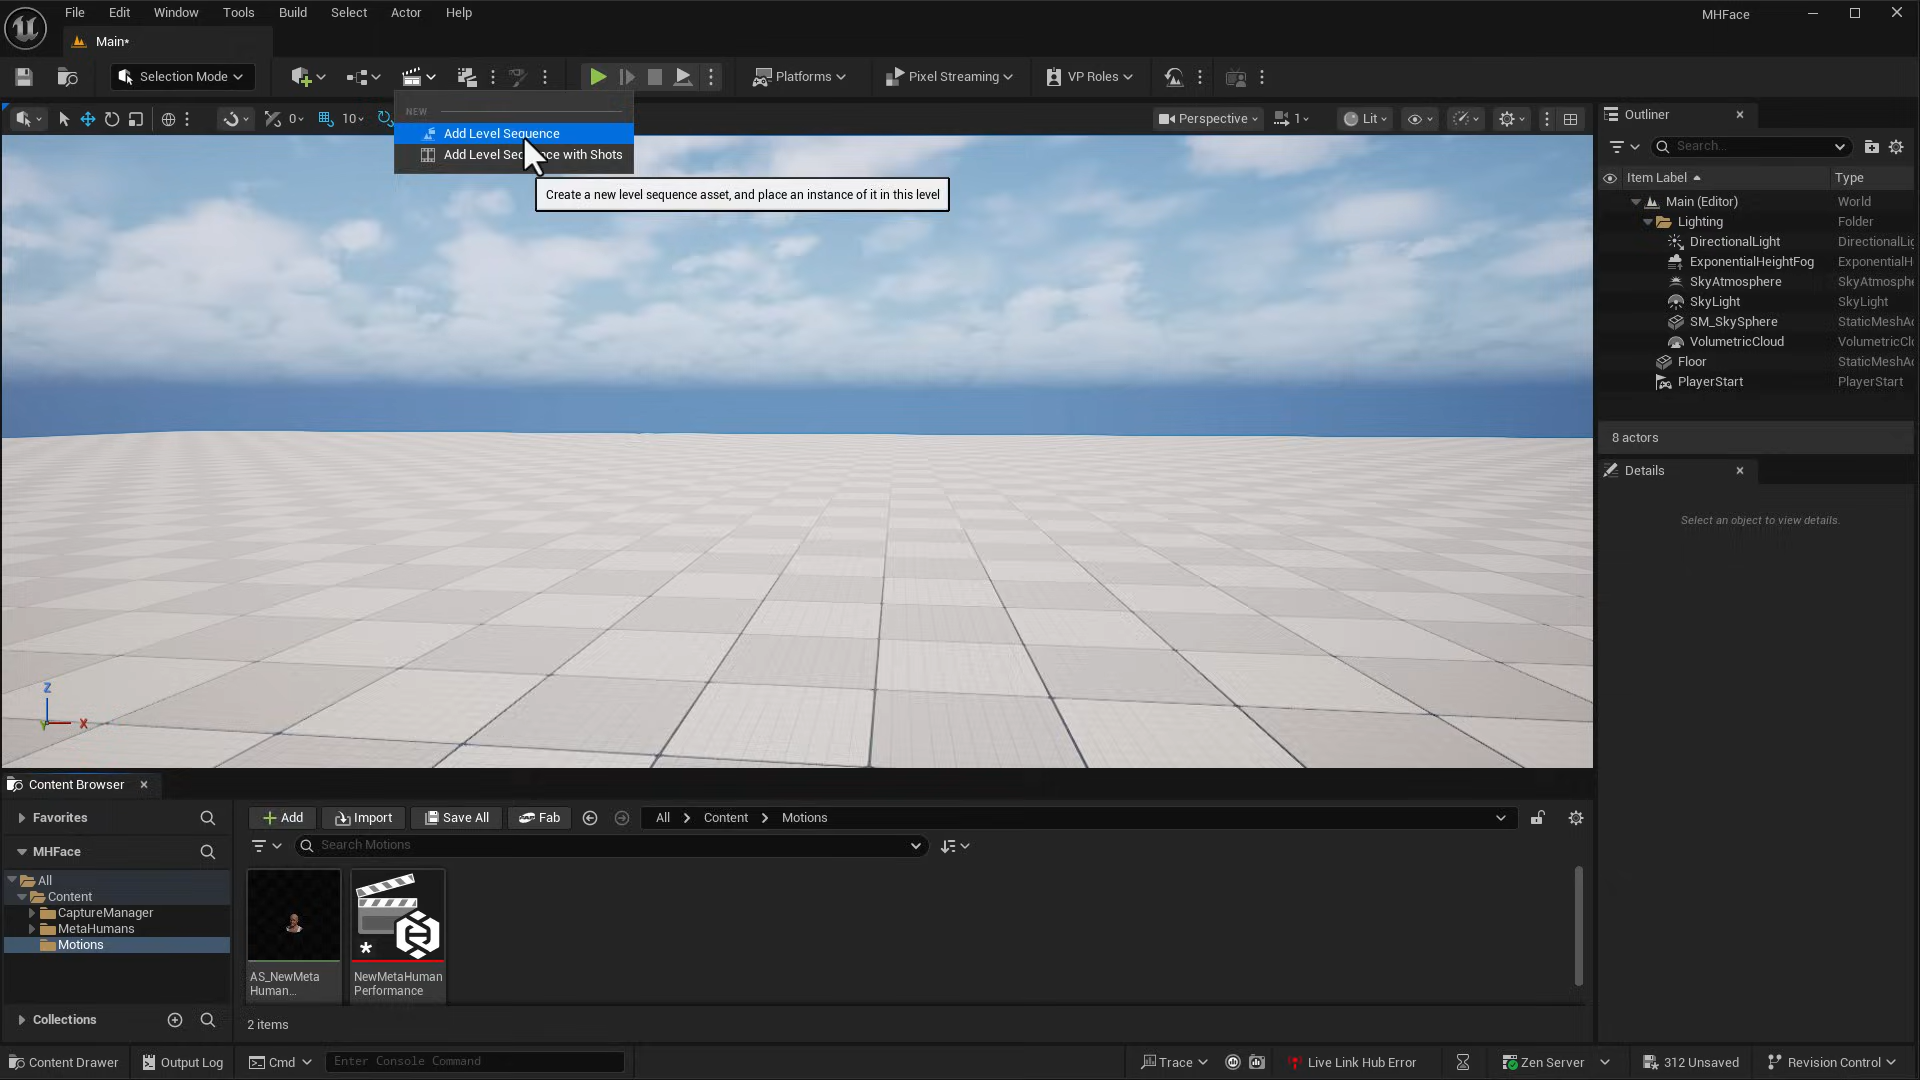 File Edit Window Tools Build Select Actor Help
MHFace
Main*
Selection Mode
Platforms
Pixel Streaming
VP Roles
NEW
Add Level Sequence
Add Level Sequence with Shots
Create a new level sequence asset, and place an instance of it in this level
0
10
Perspective
1
Lit
Outliner
Search...
Item Label Type
Main (Editor) World
Lighting Folder
DirectionalLight DirectionalLig
ExponentialHeightFog ExponentialH
SkyAtmosphere SkyAtmosphe
SkyLight SkyLight
SM_SkySphere StaticMeshAc
VolumetricCloud VolumetricClo
Floor StaticMeshAc
PlayerStart PlayerStart
8 actors
Details
Select an object to view details.
Z
Y X
Content Browser
Favorites
MHFace
All
Content
CaptureManager
MetaHumans
Motions
Collections
Add Import Save All Fab All Content Motions
Search Motions
AS_NewMeta
Human...
NewMetaHuman
Performance
2 items
Content Drawer Output Log Cmd Enter Console Command Trace Live Link Hub Error Zen Server 312 Unsaved Revision Control